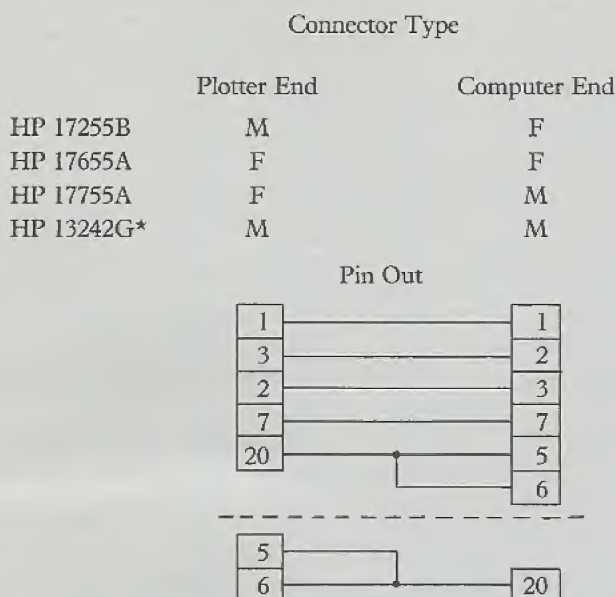 Connector Type
Plotter End Computer End
HP 17255B M F
HP 17655A F F
HP 17755A F M
HP 13242G* M M
Pin Out
1 1
3 2
2 3
7 7
20 5
6
5
6 20